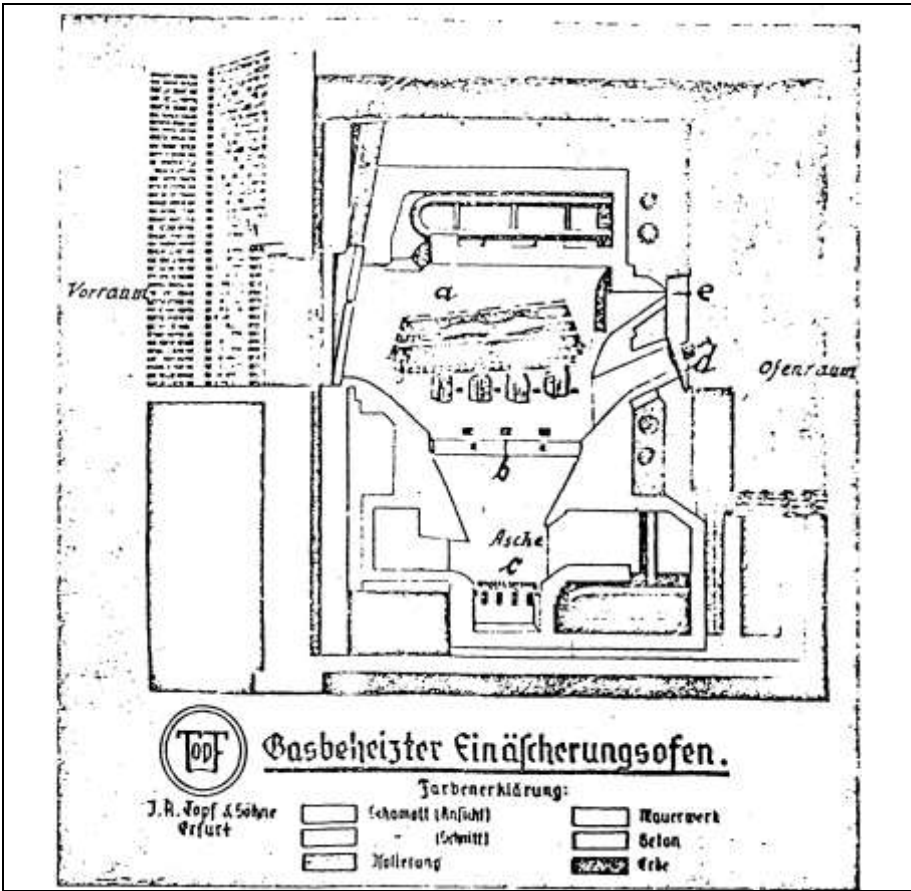 Vorraum
a
e
d
Ofenraum
b
Asche
c
TOPF
Gasbeheizter Einäscherungsofen.
Farbenerklärung:
J. A. Topf & Söhne
Erfurt
Schamott (Ansicht)
" (Schnitt)
Isolierung
Mauerwerk
Beton
Erde